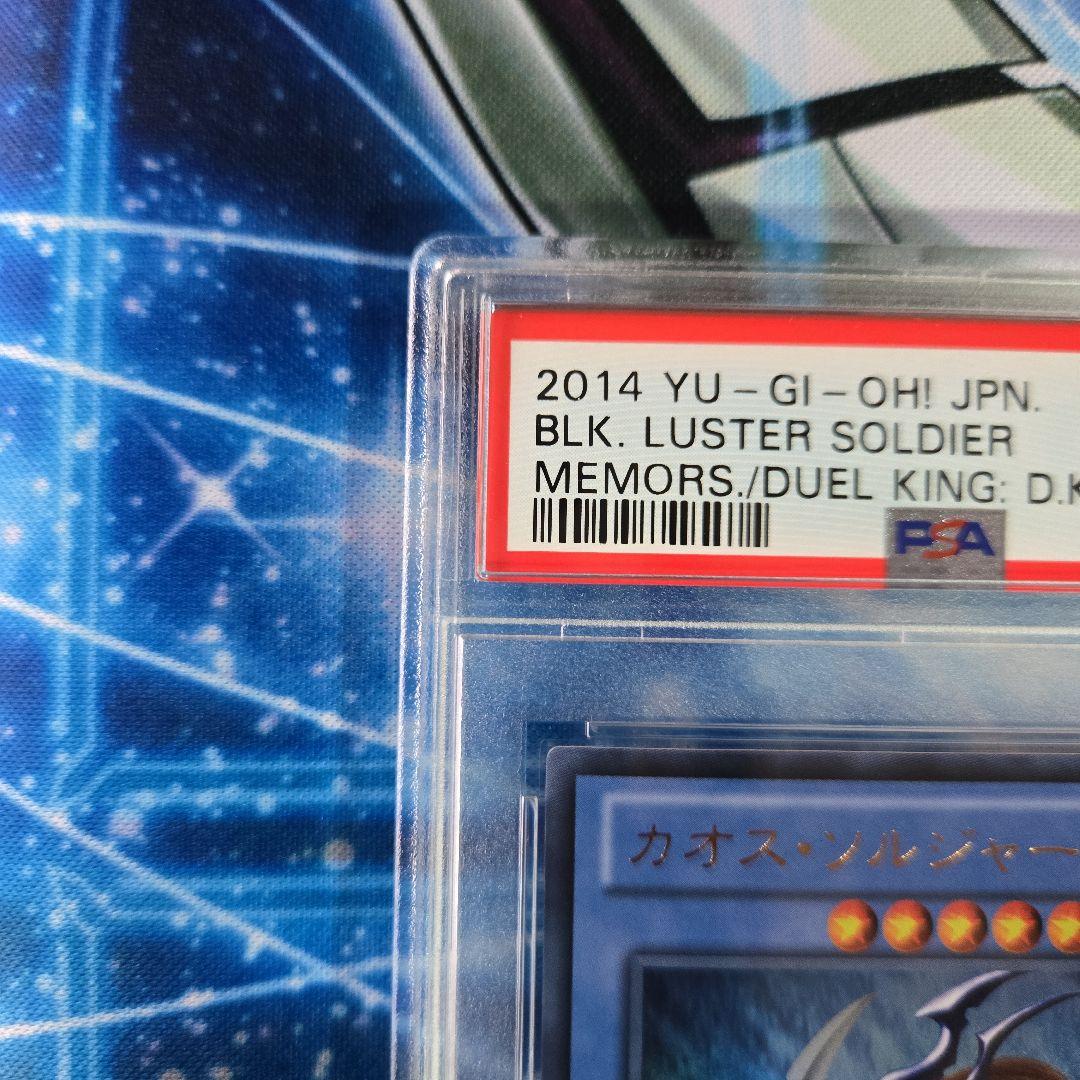 2014 YU-GI-OH! JPN.
BLK. LUSTER SOLDIER
MEMORS./DUEL KING: D.K
PSA
カオス・ソルジャー